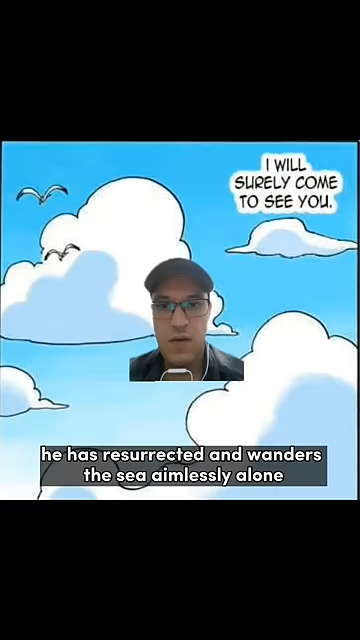 I WILL
SURELY COME
TO SEE YOU.
he has resurrected and wanders
the sea aimlessly alone